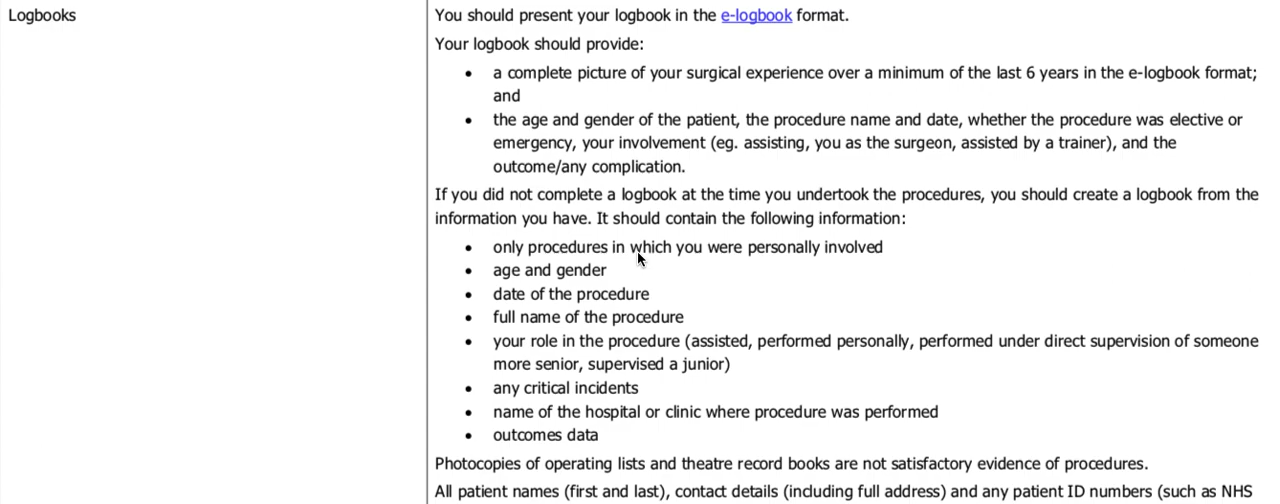 Logbooks
You should present your logbook in the e-logbook format.
Your logbook should provide:
• a complete picture of your surgical experience over a minimum of the last 6 years in the e-logbook format;
and
• the age and gender of the patient, the procedure name and date, whether the procedure was elective or
emergency, your involvement (eg. assisting, you as the surgeon, assisted by a trainer), and the
outcome/any complication.
If you did not complete a logbook at the time you undertook the procedures, you should create a logbook from the
information you have. It should contain the following information:
• only procedures in which you were personally involved
• age and gender
• date of the procedure
• full name of the procedure
• your role in the procedure (assisted, performed personally, performed under direct supervision of someone
more senior, supervised a junior)
• any critical incidents
• name of the hospital or clinic where procedure was performed
• outcomes data
Photocopies of operating lists and theatre record books are not satisfactory evidence of procedures.
All patient names (first and last), contact details (including full address) and any patient ID numbers (such as NHS